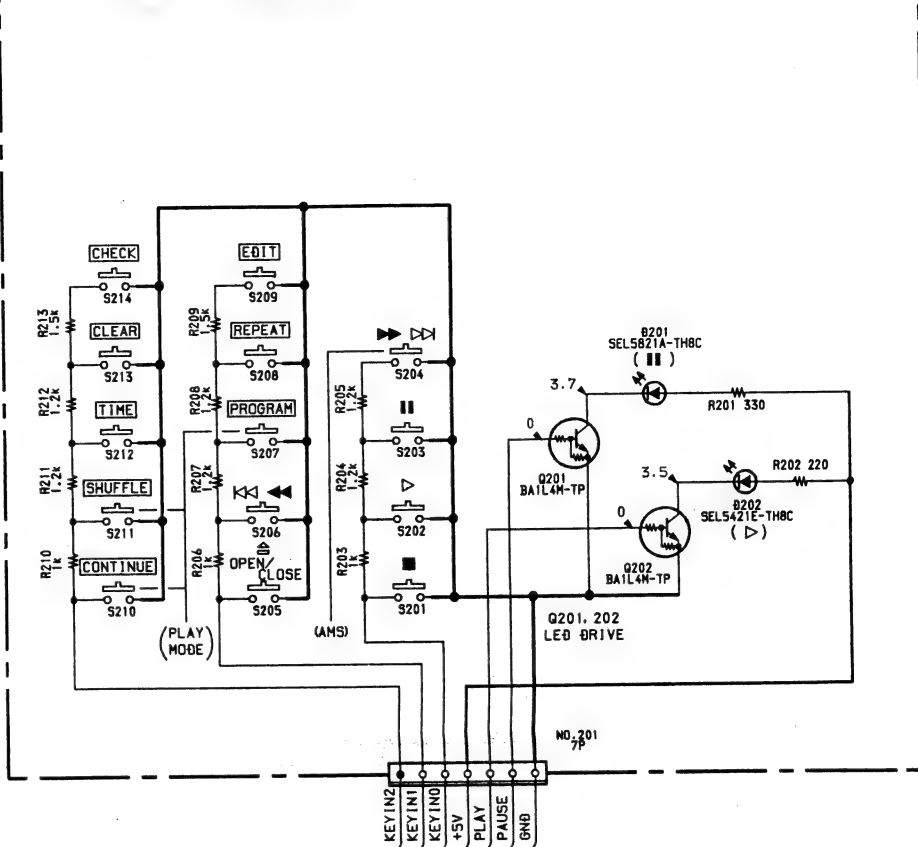 CHECK
S214
R213
1.5k
CLEAR
S213
R212
1.2k
TIME
S212
R211
1.2k
SHUFFLE
S211
R210
1k
CONTINUE
S210
(PLAY
MODE)
EDIT
S209
R209
1.5k
REPEAT
S208
R208
1.2k
PROGRAM
S207
R207
1.2k
S206
R206
1k
OPEN/
CLOSE
S205
S204
R205
1.2k
S203
R204
1.2k
S202
R203
1k
S201
(AMS)
D201
SEL5821A-TH8C
3.7
R201 330
0
Q201
BA1L4M-TP
R202 220
3.5
D202
SEL5421E-TH8C
0
Q202
BA1L4M-TP
Q201, 202
LED DRIVE
NO.201
7P
KEYIN2
KEYIN1
KEYIN0
+5V
PLAY
PAUSE
GND